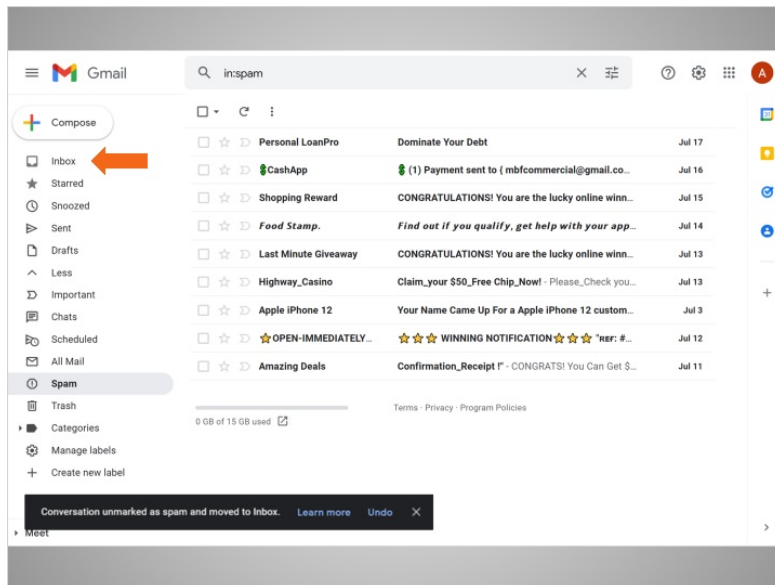 Gmail
in:spam
A
Compose
Inbox
Starred
Snoozed
Sent
Drafts
Less
Important
Chats
Scheduled
All Mail
Spam
Trash
Categories
Manage labels
Create new label
Meet
Personal LoanPro Dominate Your Debt Jul 17
CashApp (1) Payment sent to { mbfcommercial@gmail.co... Jul 16
Shopping Reward CONGRATULATIONS! You are the lucky online winn... Jul 15
Food Stamp. Find out if you qualify, get help with your app... Jul 14
Last Minute Giveaway CONGRATULATIONS! You are the lucky online winn... Jul 13
Highway_Casino Claim_your $50_Free Chip_Now! - Please_Check you... Jul 13
Apple iPhone 12 Your Name Came Up For a Apple iPhone 12 custom... Jul 3
⭐OPEN-IMMEDIATELY... ⭐⭐⭐ WINNING NOTIFICATION⭐⭐⭐ "ʀᴇꜰ: #... Jul 12
Amazing Deals Confirmation_Receipt !" - CONGRATS! You Can Get $... Jul 11
0 GB of 15 GB used
Terms · Privacy · Program Policies
Conversation unmarked as spam and moved to Inbox. Learn more Undo